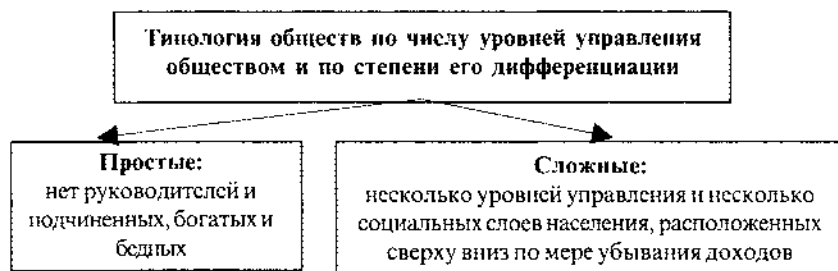 Типология обществ по числу уровней управления
обществом и по степени его дифференциации
Простые:
нет руководителей и
подчиненных, богатых и
бедных
Сложные:
несколько уровней управления и несколько
социальных слоев населения, расположенных
сверху вниз по мере убывания доходов